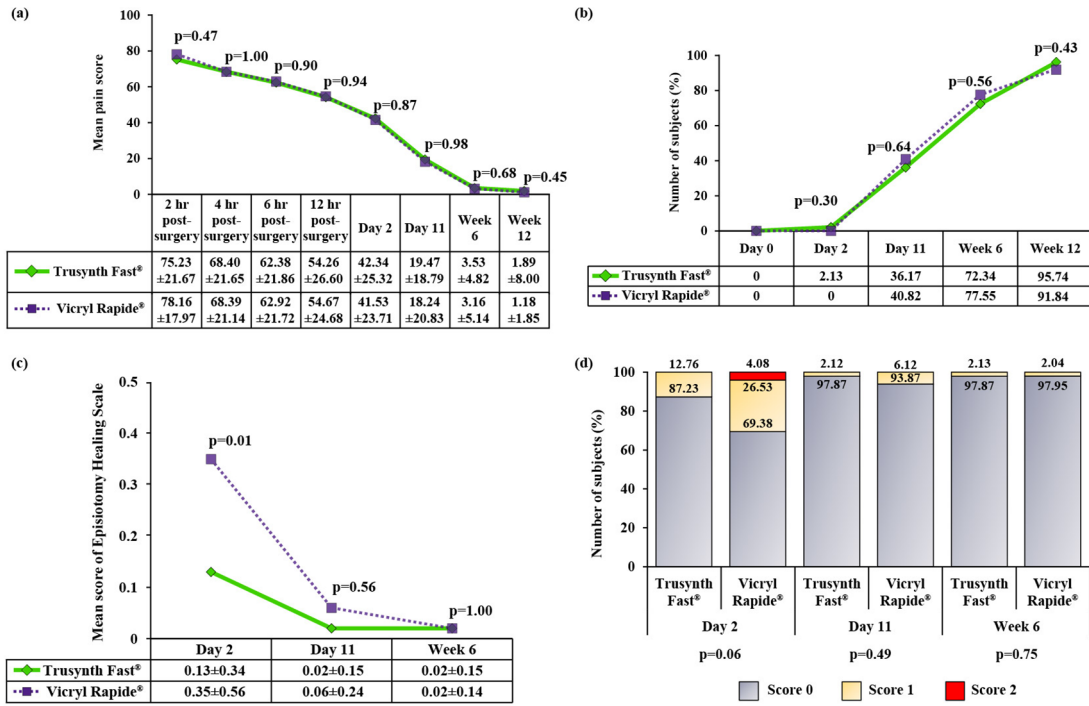 (a)
Mean pain score
100
80
60
40
20
0
p=0.47
p=1.00
p=0.90
p=0.94
p=0.87
p=0.98
p=0.68
p=0.45
2 hr post-surgery 4 hr post-surgery 6 hr post-surgery 12 hr post-surgery Day 2 Day 11 Week 6 Week 12
Trusynth Fast® 75.23 ±21.67 68.40 ±21.65 62.38 ±21.86 54.26 ±26.60 42.34 ±25.32 19.47 ±18.79 3.53 ±4.82 1.89 ±8.00
Vicryl Rapide® 78.16 ±17.97 68.39 ±21.14 62.92 ±21.72 54.67 ±24.68 41.53 ±23.71 18.24 ±20.83 3.16 ±5.14 1.18 ±1.85
(b)
Number of subjects (%)
100
80
60
40
20
0
p=0.30
p=0.64
p=0.56
p=0.43
Day 0 Day 2 Day 11 Week 6 Week 12
Trusynth Fast® 0 2.13 36.17 72.34 95.74
Vicryl Rapide® 0 0 40.82 77.55 91.84
(c)
Mean score of Episiotomy Healing Scale
0.5
0.4
0.3
0.2
0.1
0
p=0.01
p=0.56
p=1.00
Day 2 Day 11 Week 6
Trusynth Fast® 0.13±0.34 0.02±0.15 0.02±0.15
Vicryl Rapide® 0.35±0.56 0.06±0.24 0.02±0.14
(d)
Number of subjects (%)
100
80
60
40
20
0
12.76 4.08 2.12 6.12 2.13 2.04
87.23 26.53 97.87 93.87 97.87 97.95
69.38
Trusynth Fast® Vicryl Rapide® Trusynth Fast® Vicryl Rapide® Trusynth Fast® Vicryl Rapide®
Day 2 Day 11 Week 6
p=0.06 p=0.49 p=0.75
Score 0 Score 1 Score 2